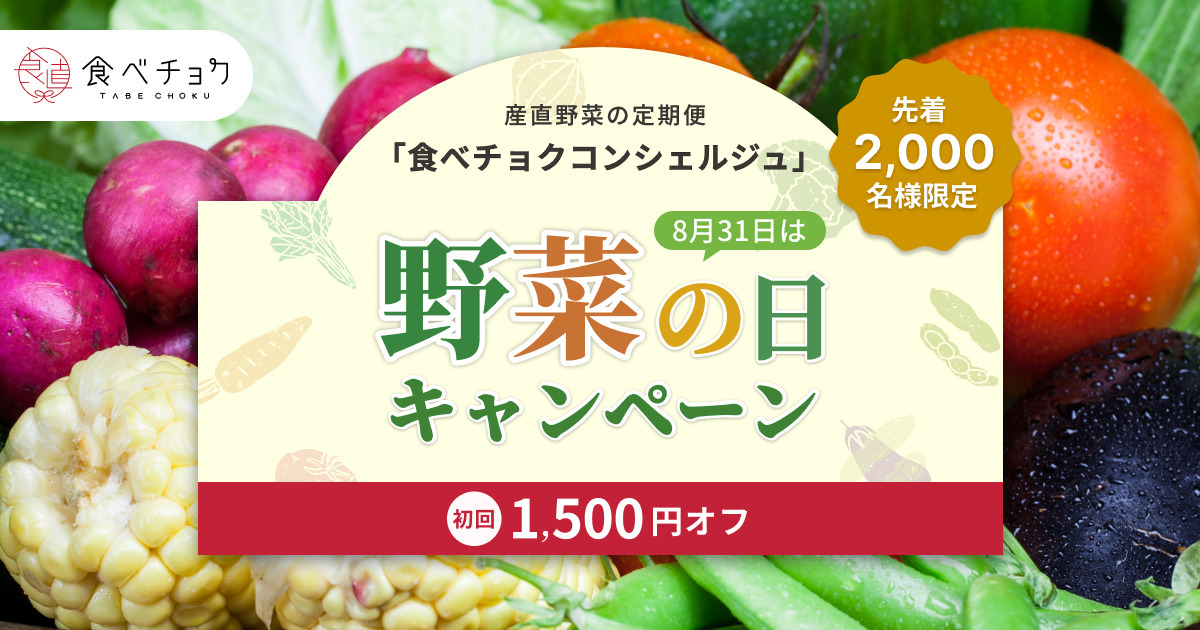 食直
食べチョク
TABE CHOKU
産直野菜の定期便
「食べチョクコンシェルジュ」
先着
2,000
名様限定
8月31日は
野菜の日
キャンペーン
初回 1,500円オフ